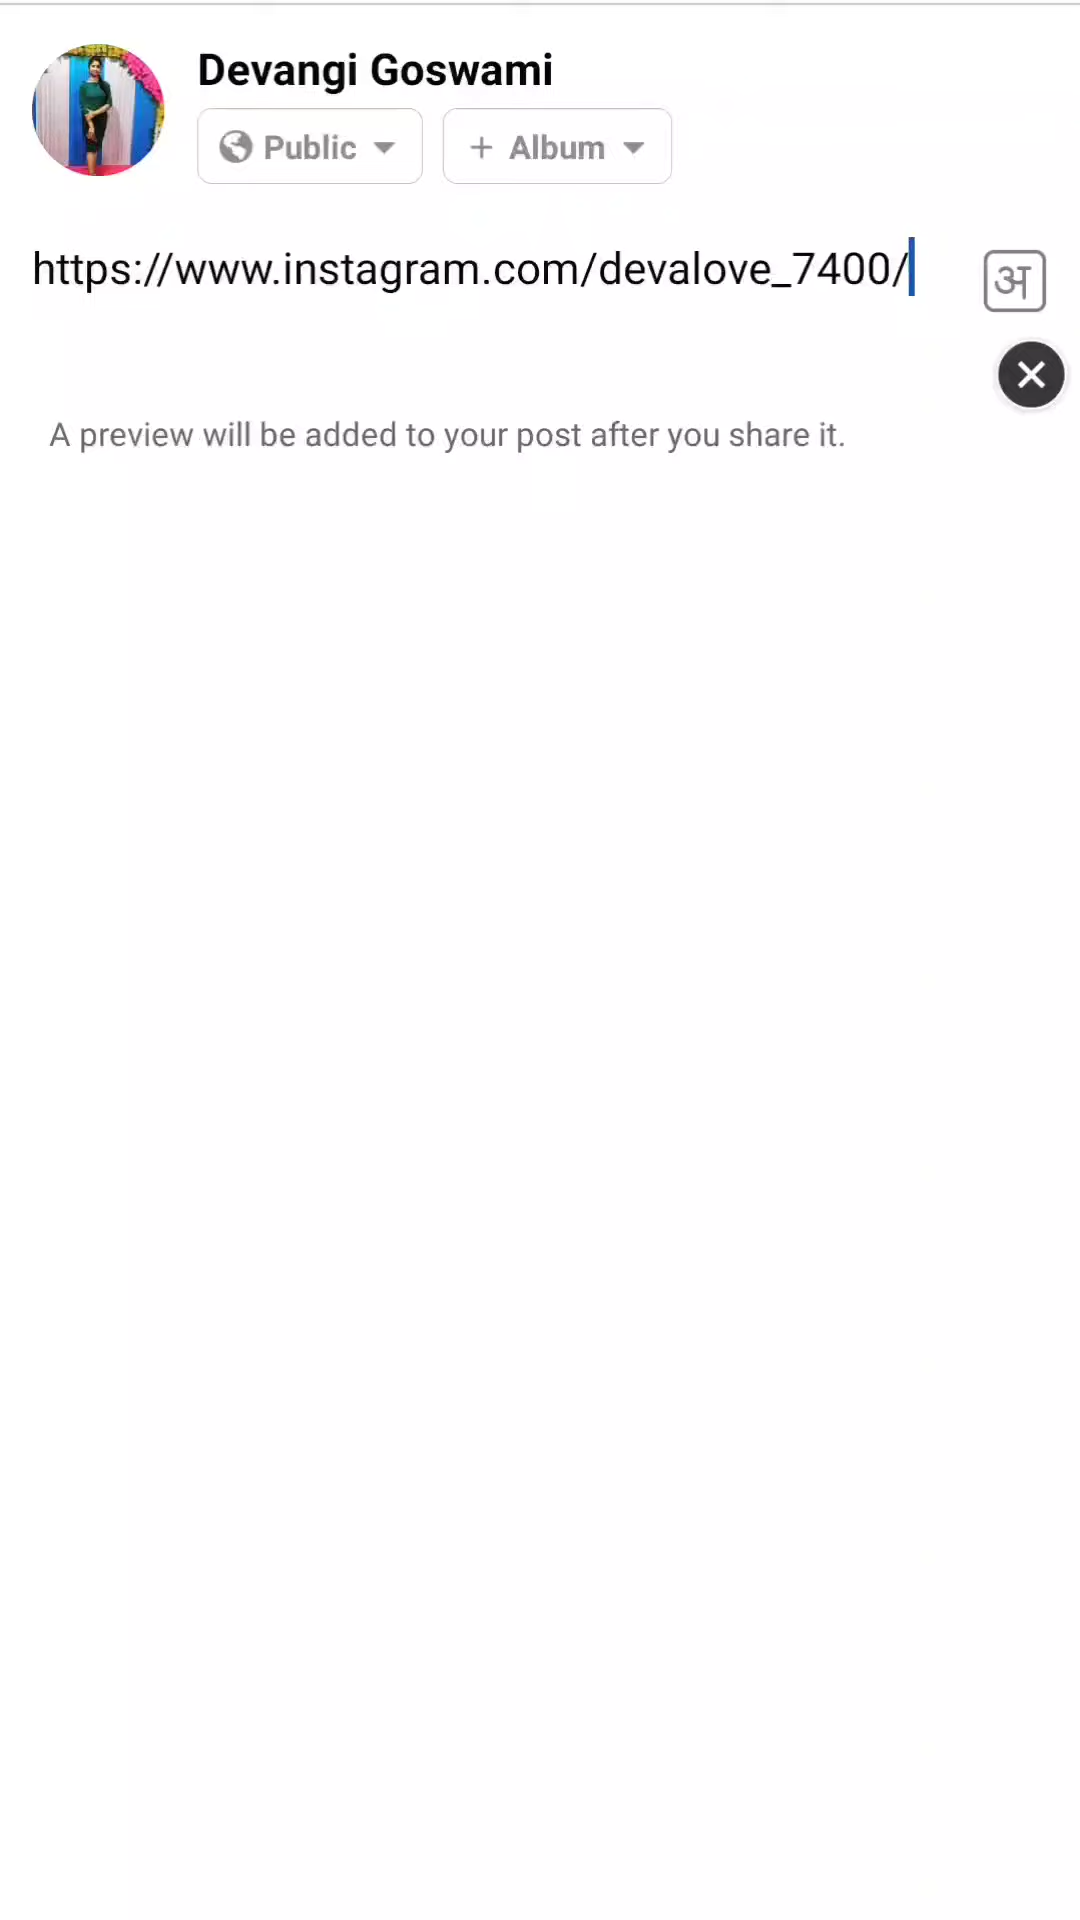 Devangi Goswami
Public
+ Album
https://www.instagram.com/devalove_7400/
अ
A preview will be added to your post after you share it.